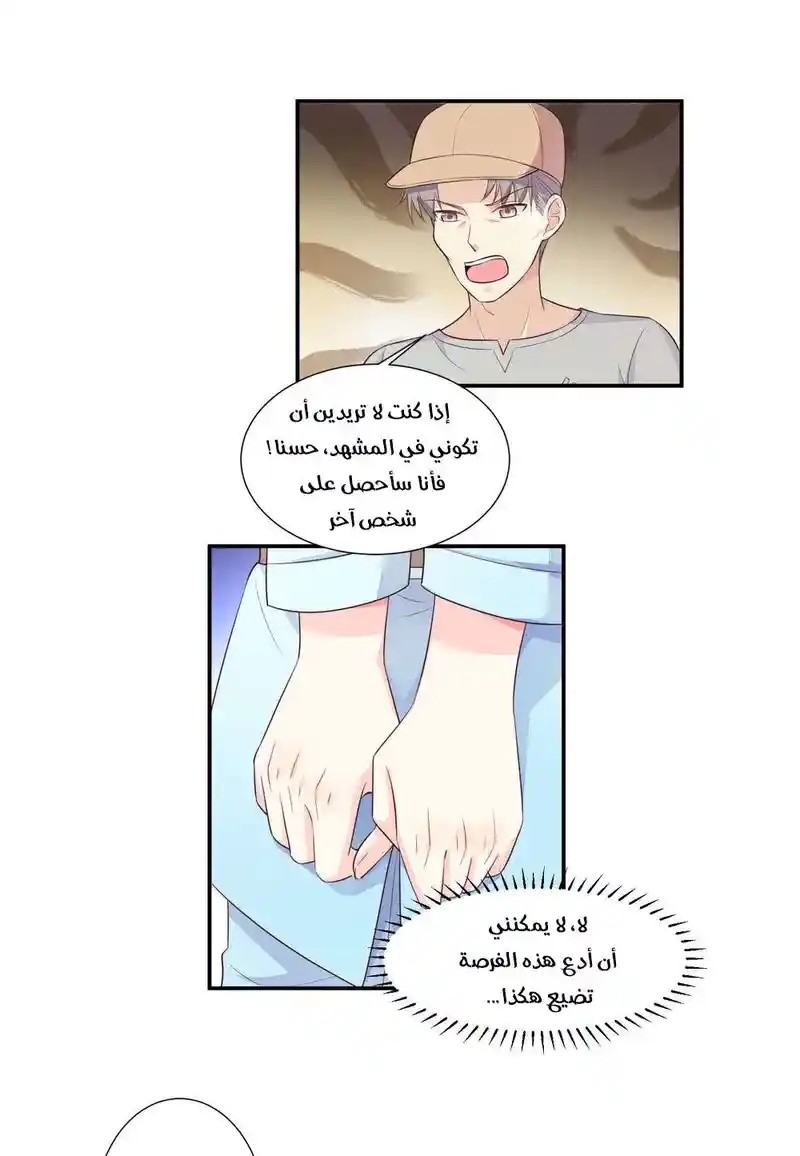 إذا كنت لا تريدين أن
تكوني في المشهد، حسنا!
فأنا سأحصل على
شخص آخر
لا، لا يمكنني
أن أدع هذه الفرصة
تضيع هكذا...